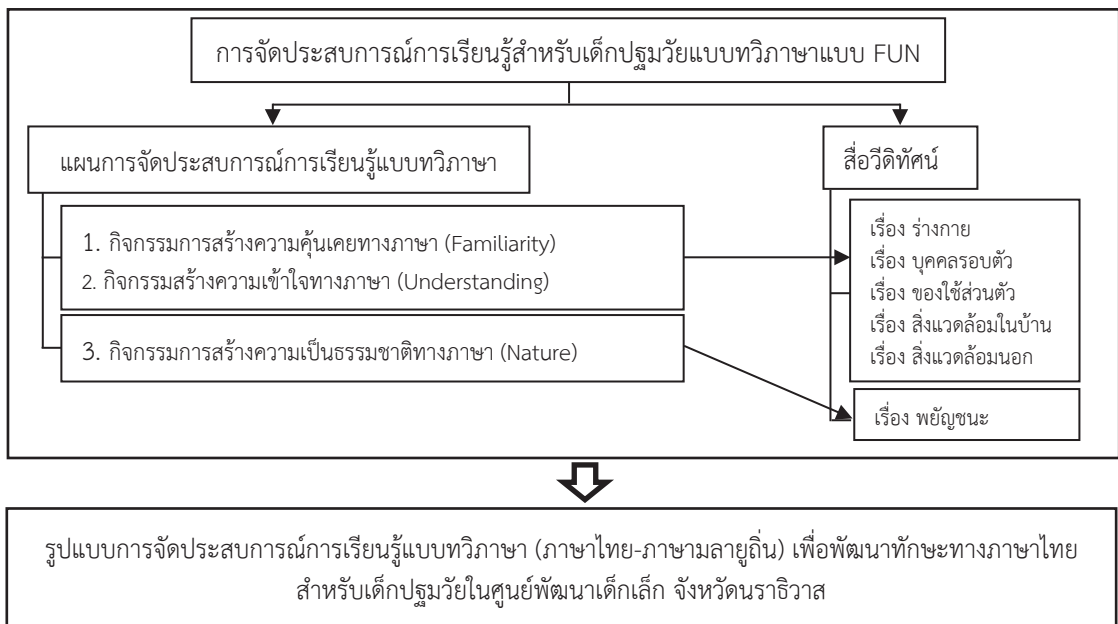 การจัดประสบการณ์การเรียนรู้สำหรับเด็กปฐมวัยแบบทวิภาษาแบบ FUN
แผนการจัดประสบการณ์การเรียนรู้แบบทวิภาษา
สื่อวีดิทัศน์
1. กิจกรรมการสร้างความคุ้นเคยทางภาษา (Familiarity)
2. กิจกรรมสร้างความเข้าใจทางภาษา (Understanding)
3. กิจกรรมการสร้างความเป็นธรรมชาติทางภาษา (Nature)
เรื่อง ร่างกาย
เรื่อง บุคคลรอบตัว
เรื่อง ของใช้ส่วนตัว
เรื่อง สิ่งแวดล้อมในบ้าน
เรื่อง สิ่งแวดล้อมนอก
เรื่อง พยัญชนะ
รูปแบบการจัดประสบการณ์การเรียนรู้แบบทวิภาษา (ภาษาไทย-ภาษามลายูถิ่น) เพื่อพัฒนาทักษะทางภาษาไทย
สำหรับเด็กปฐมวัยในศูนย์พัฒนาเด็กเล็ก จังหวัดนราธิวาส